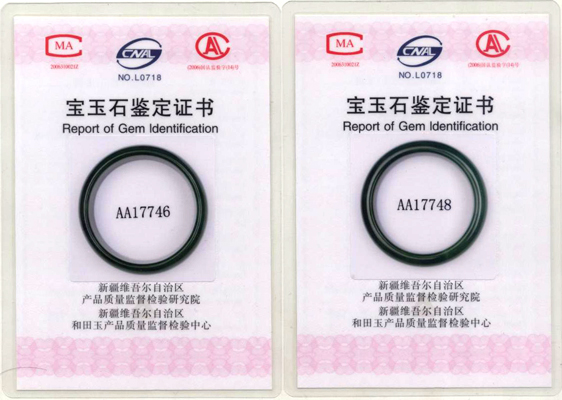 MA
CNAL
NO.L0718
宝玉石鉴定证书
Report of Gem Identification
AA17746
新疆维吾尔自治区
产品质量监督检验研究院
新疆维吾尔自治区
和田玉产品质量监督检验中心
MA
CNAL
NO.L0718
宝玉石鉴定证书
Report of Gem Identification
AA17748
新疆维吾尔自治区
产品质量监督检验研究院
新疆维吾尔自治区
和田玉产品质量监督检验中心